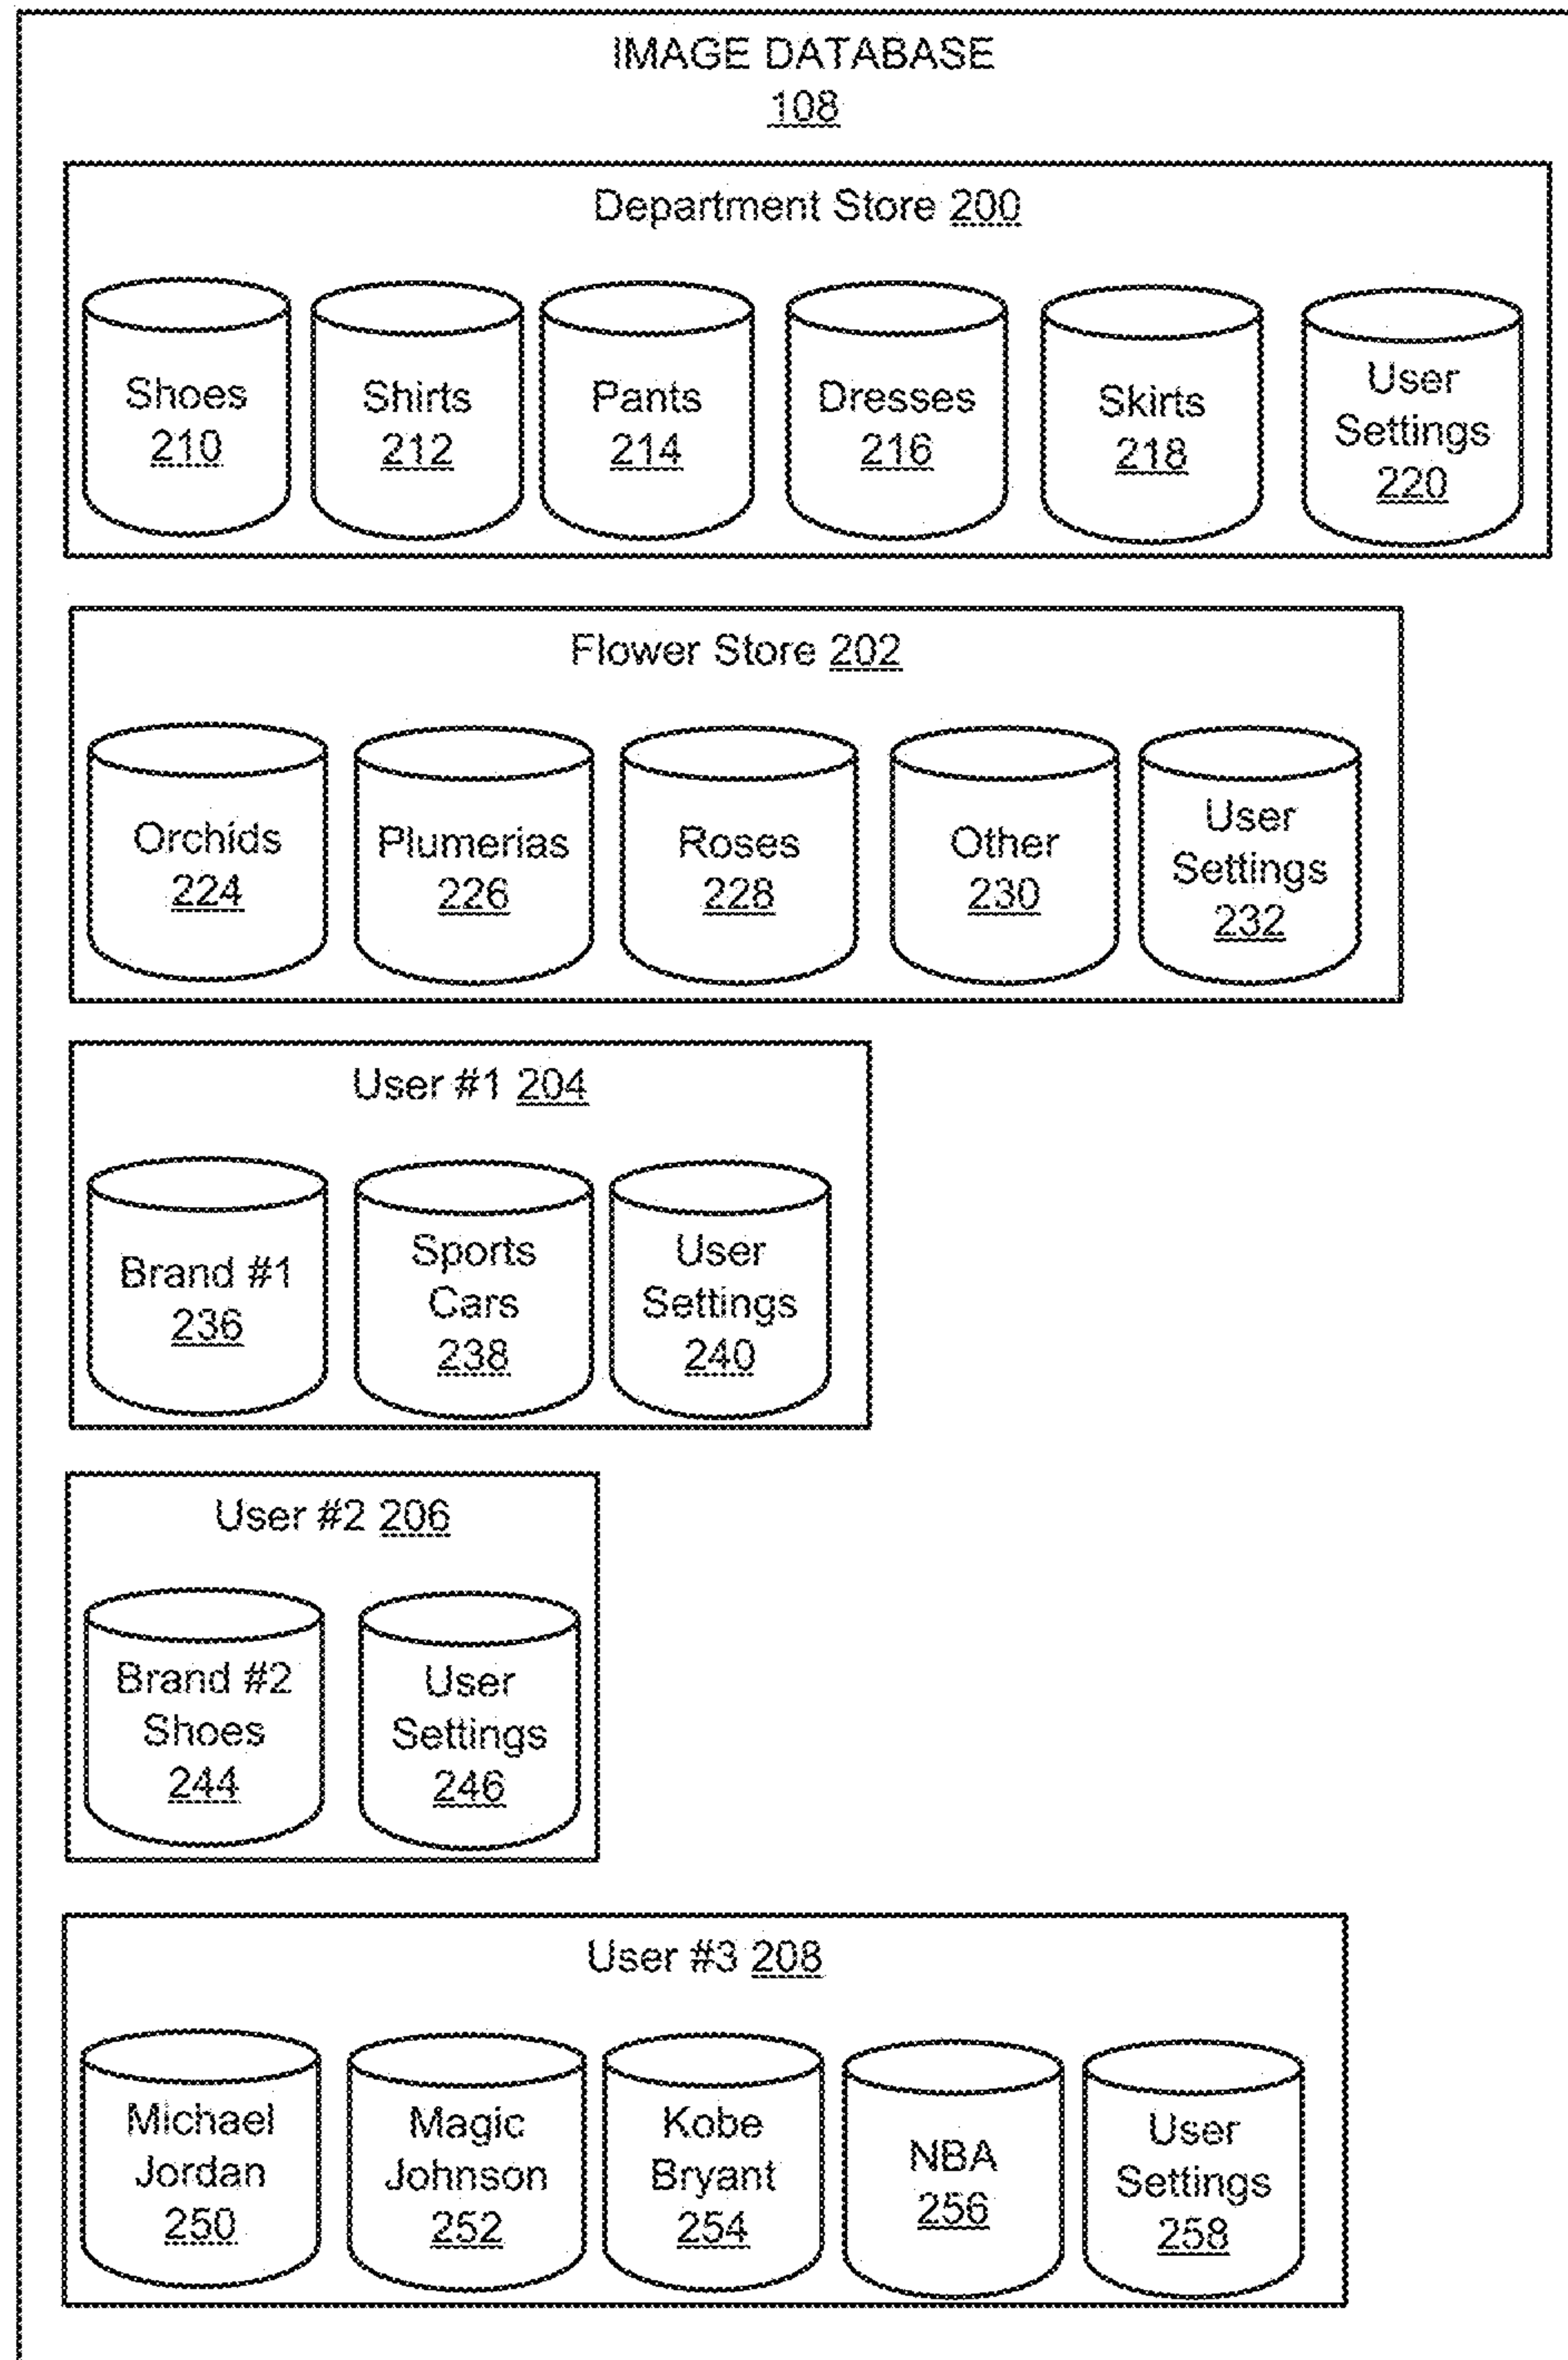 IMAGE DATABASE
108
Department Store 200
Shoes
210
Shirts
212
Pants
214
Dresses
216
Skirts
218
User
Settings
220
Flower Store 202
Orchids
224
Plumerias
226
Roses
228
Other
230
User
Settings
232
User #1 204
Brand #1
236
Sports
Cars
238
User
Settings
240
User #2 206
Brand #2
Shoes
244
User
Settings
246
User #3 208
Michael
Jordan
250
Magic
Johnson
252
Kobe
Bryant
254
NBA
256
User
Settings
258